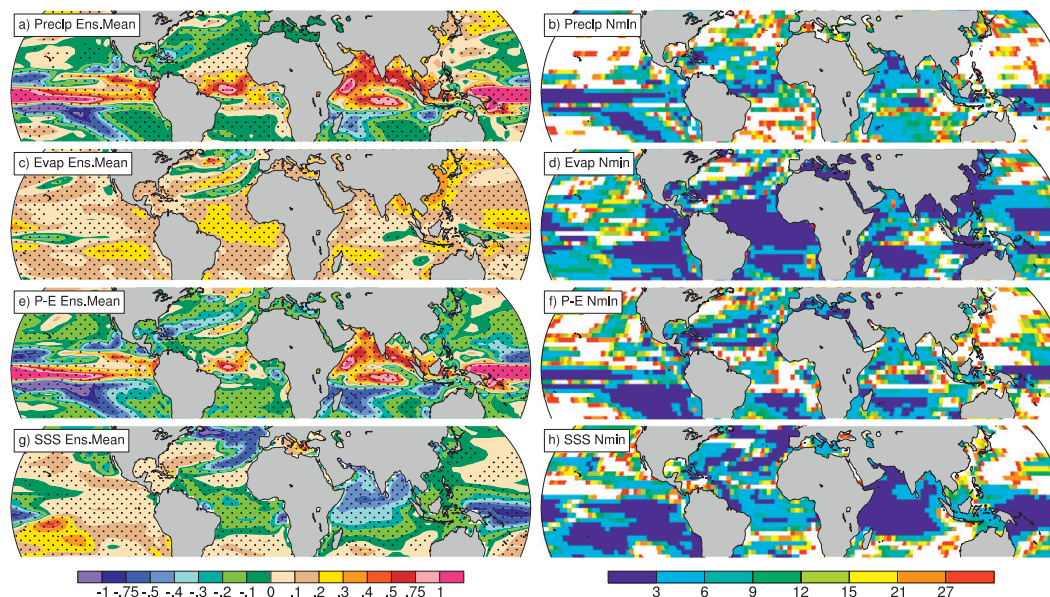 a) Precip Ens.Mean
b) Precip Nmin
c) Evap Ens.Mean
d) Evap Nmin
e) P-E Ens.Mean
f) P-E Nmin
g) SSS Ens.Mean
h) SSS Nmin
-1 -.75 -.5 -.4 -.3 -.2 -.1 0 .1 .2 .3 .4 .5 .75 1
3 6 9 12 15 21 27